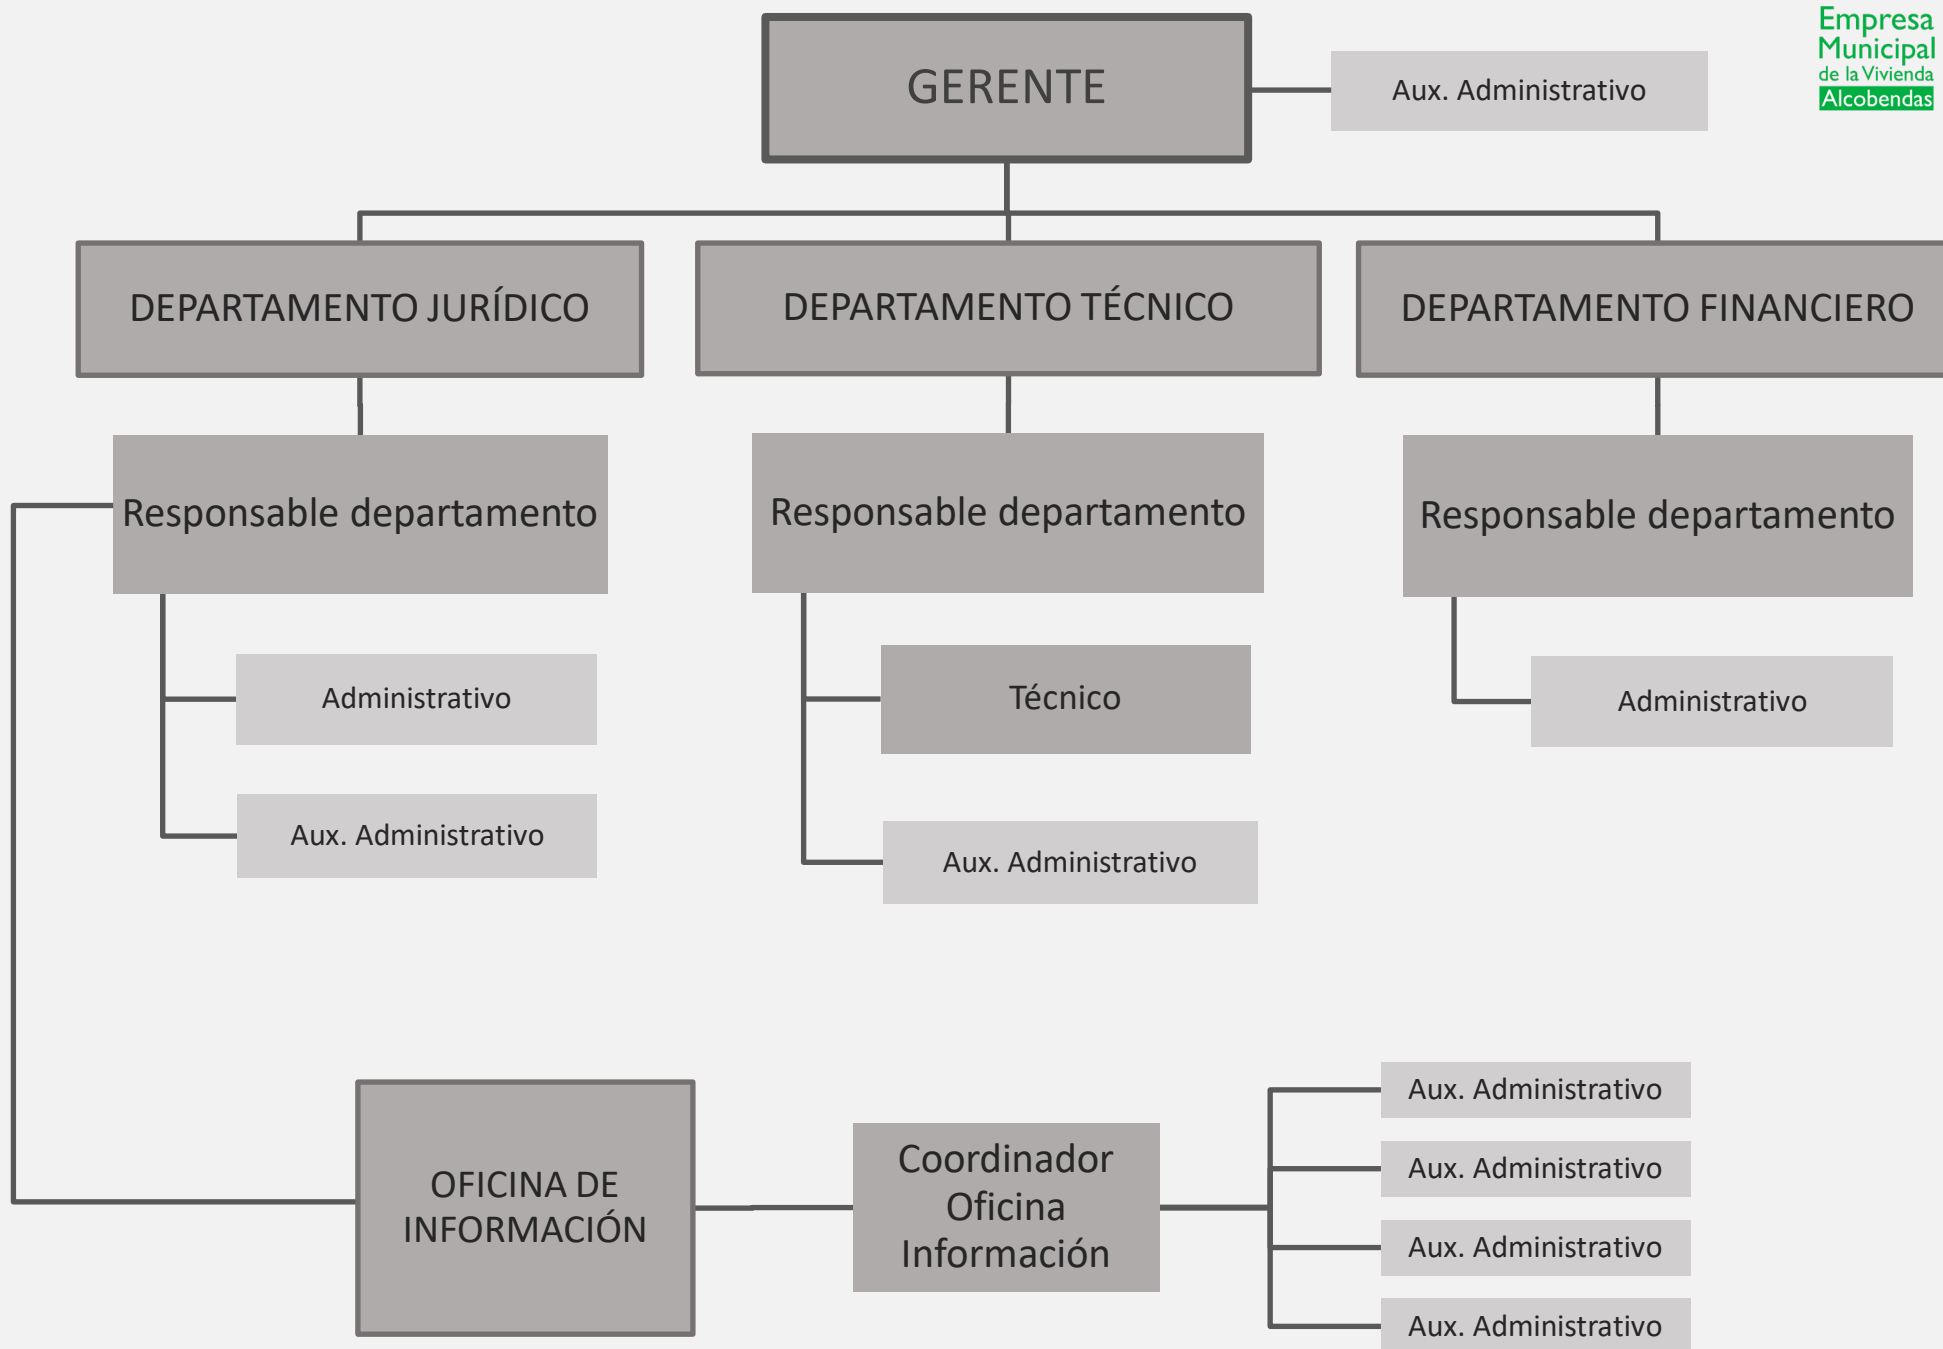 Empresa
Municipal
de la Vivienda
Alcobendas
GERENTE
Aux. Administrativo
DEPARTAMENTO JURÍDICO
DEPARTAMENTO TÉCNICO
DEPARTAMENTO FINANCIERO
Responsable departamento
Responsable departamento
Responsable departamento
Administrativo
Técnico
Administrativo
Aux. Administrativo
Aux. Administrativo
OFICINA DE
INFORMACIÓN
Coordinador
Oficina
Información
Aux. Administrativo
Aux. Administrativo
Aux. Administrativo
Aux. Administrativo